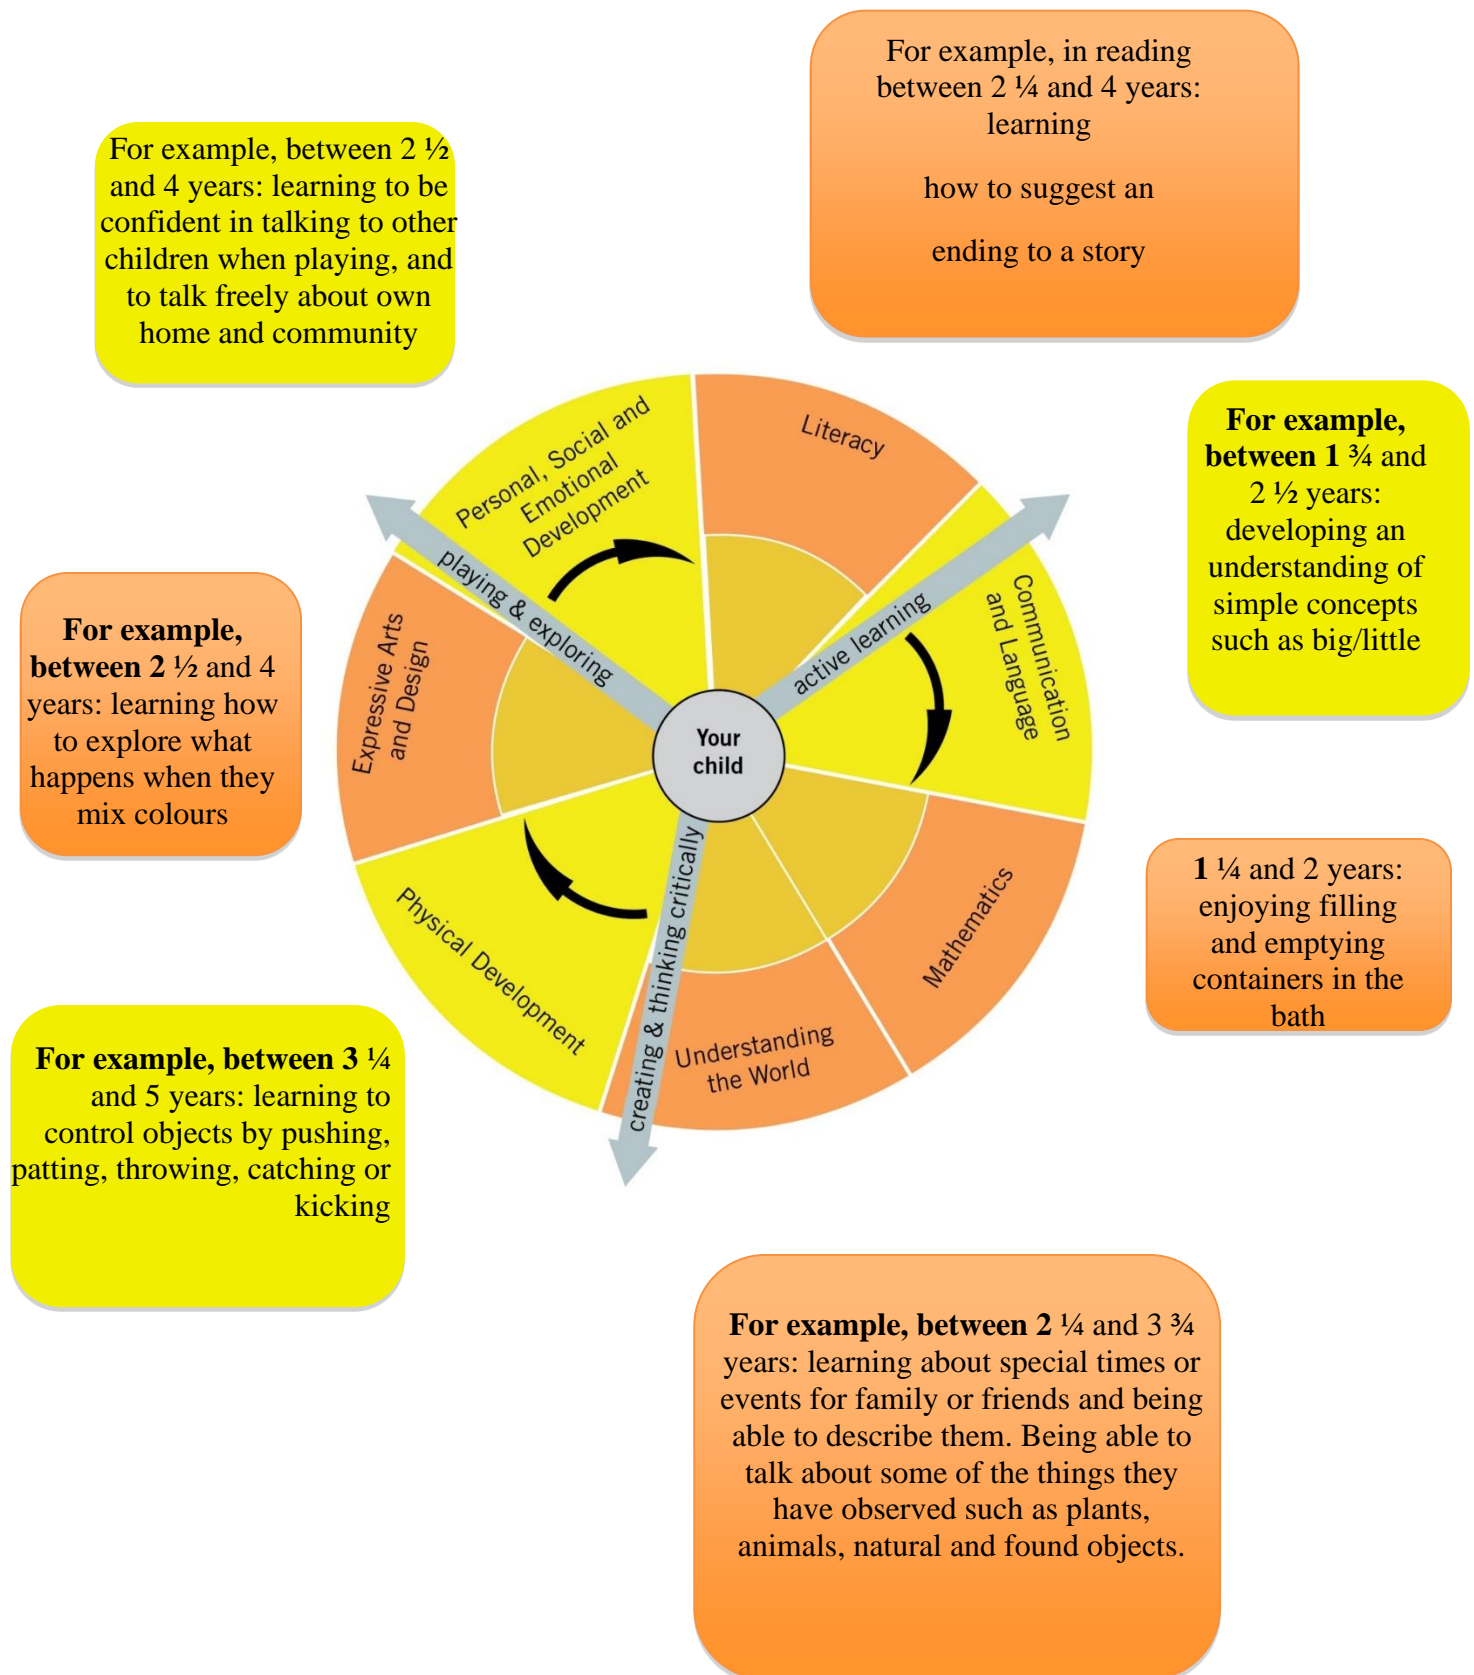 For example, in reading
between 2 ¼ and 4 years:
learning
how to suggest an
ending to a story
For example, between 2 ½
and 4 years: learning to be
confident in talking to other
children when playing, and
to talk freely about own
home and community
For example,
between 1 ¾ and
2 ½ years:
developing an
understanding of
simple concepts
such as big/little
Personal, Social and
Emotional
Development
Literacy
Communication
and Language
playing & exploring
active learning
Expressive Arts
and Design
Your
child
For example,
between 2 ½ and 4
years: learning how
to explore what
happens when they
mix colours
Physical Development
creating & thinking critically
Understanding
the World
Mathematics
1 ¼ and 2 years:
enjoying filling
and emptying
containers in the
bath
For example, between 3 ¼
and 5 years: learning to
control objects by pushing,
patting, throwing, catching or
kicking
For example, between 2 ¼ and 3 ¾
years: learning about special times or
events for family or friends and being
able to describe them. Being able to
talk about some of the things they
have observed such as plants,
animals, natural and found objects.